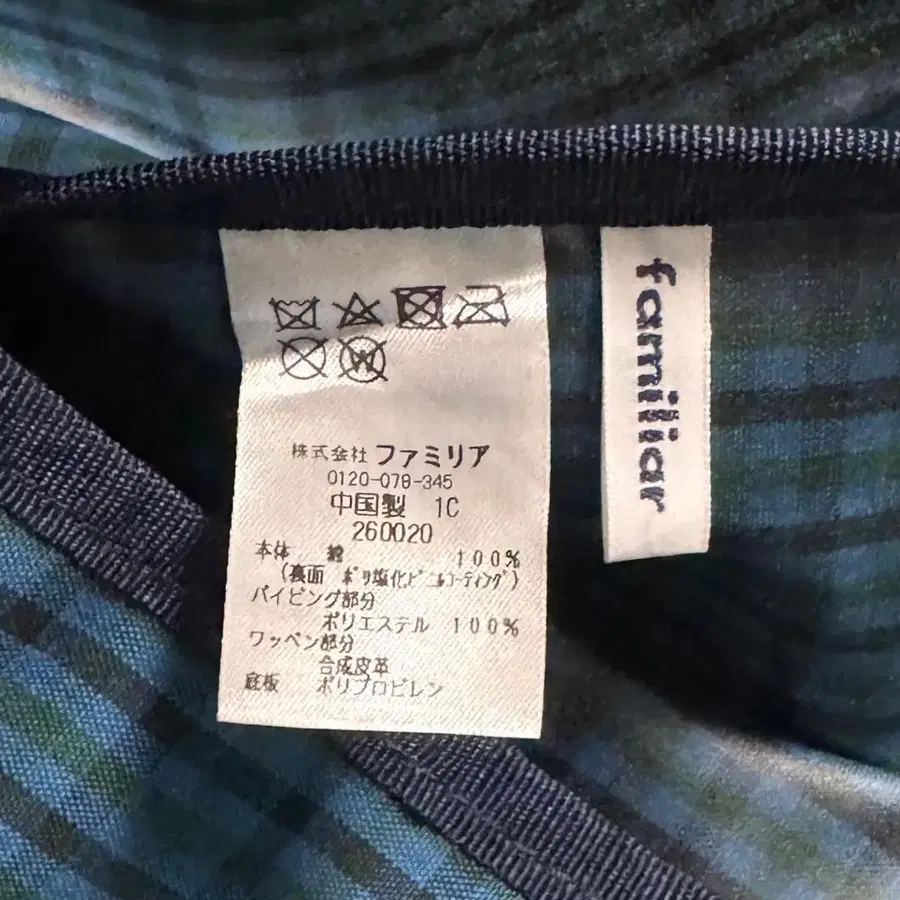 W
株式会社 ファミリア
0120-078-345
中国製 1C
260020
本体 綿 100%
(裏面 ポリ塩化ビニルコーティング)
パイピング部分
ポリエステル 100%
ワッペン部分
合成皮革
底板 ポリプロピレン
familiar